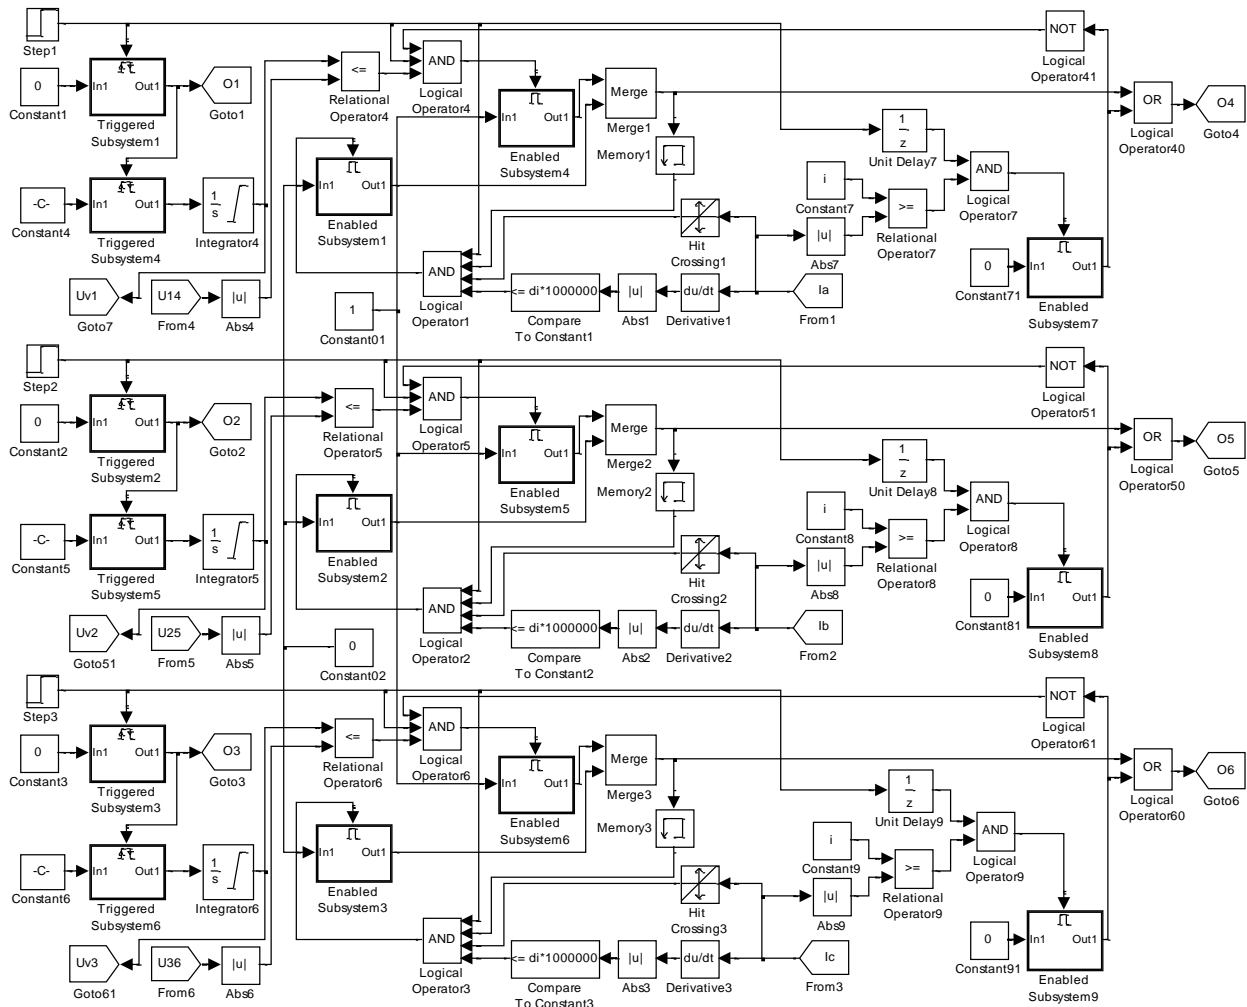 Step1
NOT
Logical
Operator41
0
Constant1
In1 Out1
Triggered
Subsystem1
O1
Goto1
<=
Relational
Operator4
AND
Logical
Operator4
In1 Out1
Enabled
Subsystem4
Merge
Merge1
Memory1
1
z
Unit Delay7
OR
Logical
Operator40
O4
Goto4
-C-
Constant4
In1 Out1
Triggered
Subsystem4
1
s
Integrator4
In1 Out1
Enabled
Subsystem1
i
Constant7
>=
Relational
Operator7
AND
Logical
Operator7
Hit
Crossing1
|u|
Abs7
0
Constant71
In1 Out1
Enabled
Subsystem7
Uv1
Goto7
U14
From4
|u|
Abs4
1
Constant01
AND
Logical
Operator1
<= di*1000000
Compare
To Constant1
|u|
Abs1
du/dt
Derivative1
Ia
From1
Step2
NOT
Logical
Operator51
0
Constant2
In1 Out1
Triggered
Subsystem2
O2
Goto2
<=
Relational
Operator5
AND
Logical
Operator5
In1 Out1
Enabled
Subsystem5
Merge
Merge2
Memory2
1
z
Unit Delay8
OR
Logical
Operator50
O5
Goto5
-C-
Constant5
In1 Out1
Triggered
Subsystem5
1
s
Integrator5
In1 Out1
Enabled
Subsystem2
i
Constant8
>=
Relational
Operator8
AND
Logical
Operator8
Hit
Crossing2
|u|
Abs8
0
Constant81
In1 Out1
Enabled
Subsystem8
Uv2
Goto51
U25
From5
|u|
Abs5
0
Constant02
AND
Logical
Operator2
<= di*1000000
Compare
To Constant2
|u|
Abs2
du/dt
Derivative2
Ib
From2
Step3
NOT
Logical
Operator61
0
Constant3
In1 Out1
Triggered
Subsystem3
O3
Goto3
<=
Relational
Operator6
AND
Logical
Operator6
In1 Out1
Enabled
Subsystem6
Merge
Merge3
Memory3
1
z
Unit Delay9
OR
Logical
Operator60
O6
Goto6
-C-
Constant6
In1 Out1
Triggered
Subsystem6
1
s
Integrator6
In1 Out1
Enabled
Subsystem3
i
Constant9
>=
Relational
Operator9
AND
Logical
Operator9
Hit
Crossing3
|u|
Abs9
0
Constant91
In1 Out1
Enabled
Subsystem9
Uv3
Goto61
U36
From6
|u|
Abs6
AND
Logical
Operator3
<= di*1000000
Compare
To Constant3
|u|
Abs3
du/dt
Derivative3
Ic
From3